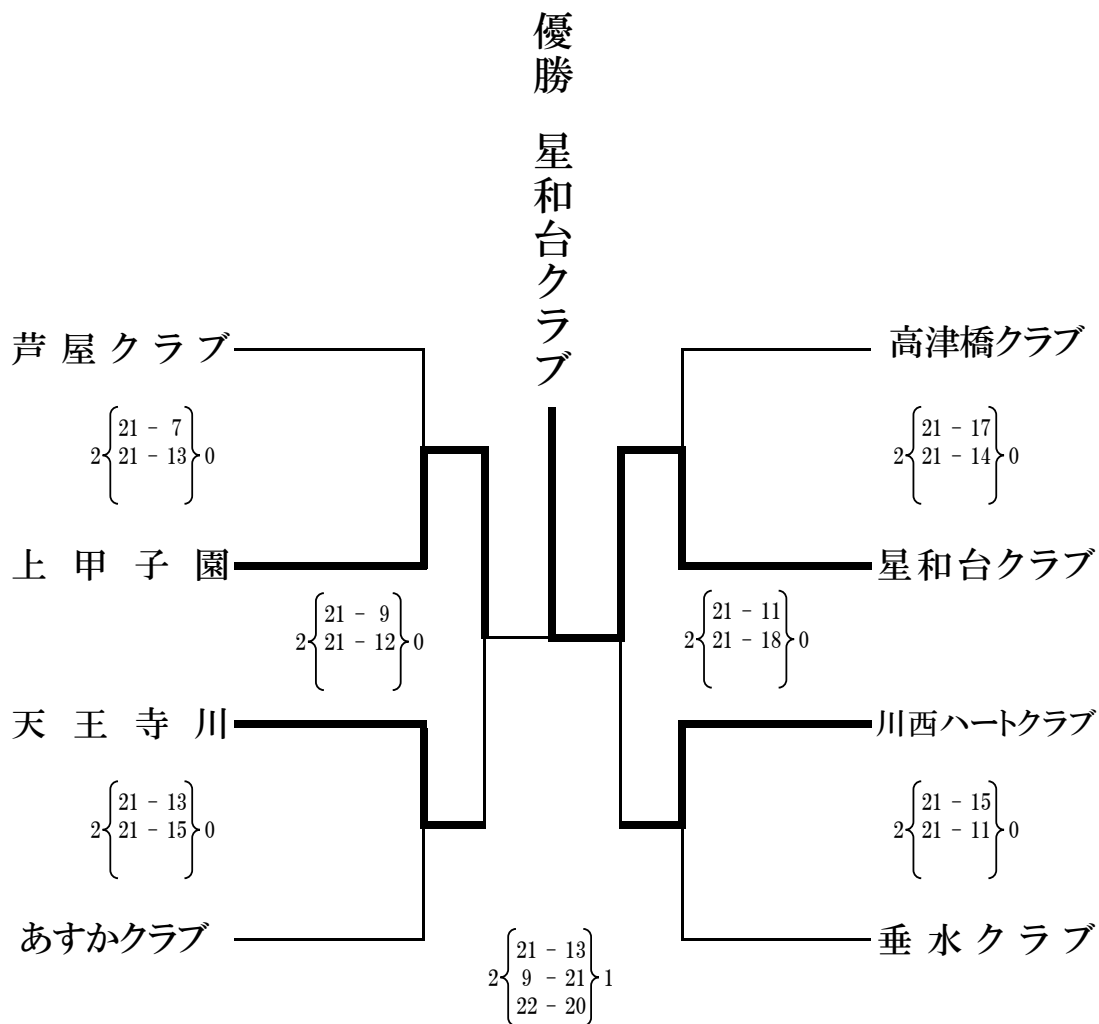 優勝 星和台クラブ
芦屋クラブ
高津橋クラブ
21 - 7
2 21 - 13 0
21 - 17
2 21 - 14 0
上甲子園
星和台クラブ
21 - 9
2 21 - 12 0
21 - 11
2 21 - 18 0
天王寺川
川西ハートクラブ
21 - 13
2 21 - 15 0
21 - 15
2 21 - 11 0
あすかクラブ
垂水クラブ
21 - 13
2 9 - 21 1
22 - 20